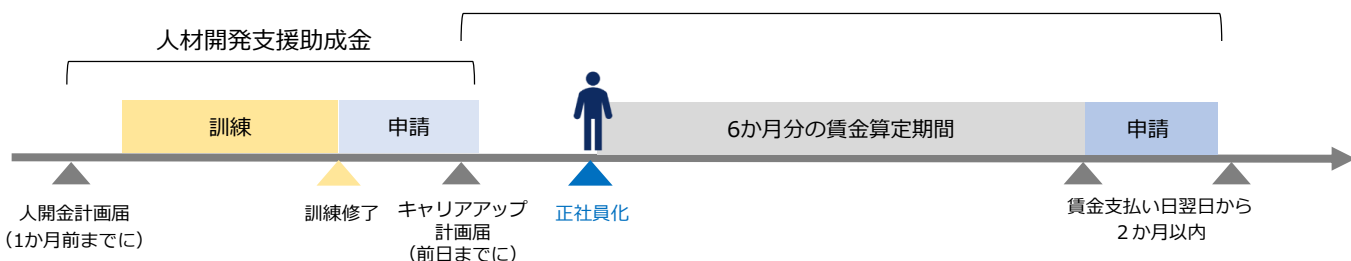 人材開発支援助成金
訓練
申請
6か月分の賃金算定期間
申請
人開金計画届
（1か月前までに）
訓練修了
キャリアアップ
計画届
（前日までに）
正社員化
賃金支払い日翌日から
２か月以内